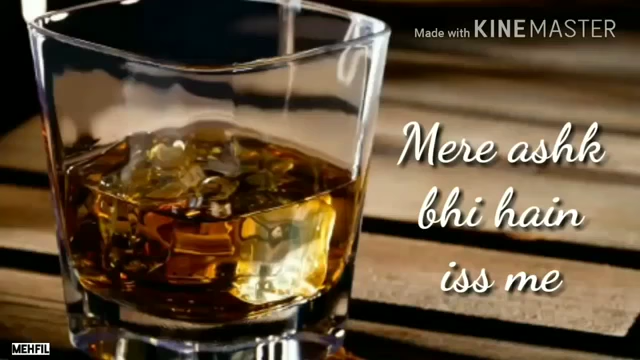 Made with KINEMASTER
Mere ashk
bhi hain
iss me
MEHFIL